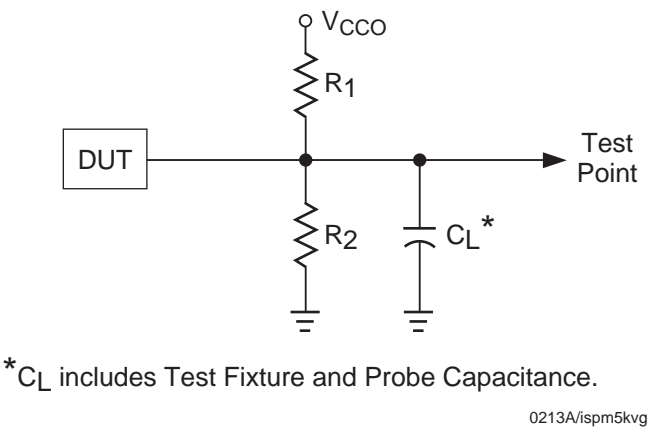 VCCO
R1
DUT
Test
Point
R2
CL*
*CL includes Test Fixture and Probe Capacitance.
0213A/ispm5kvg